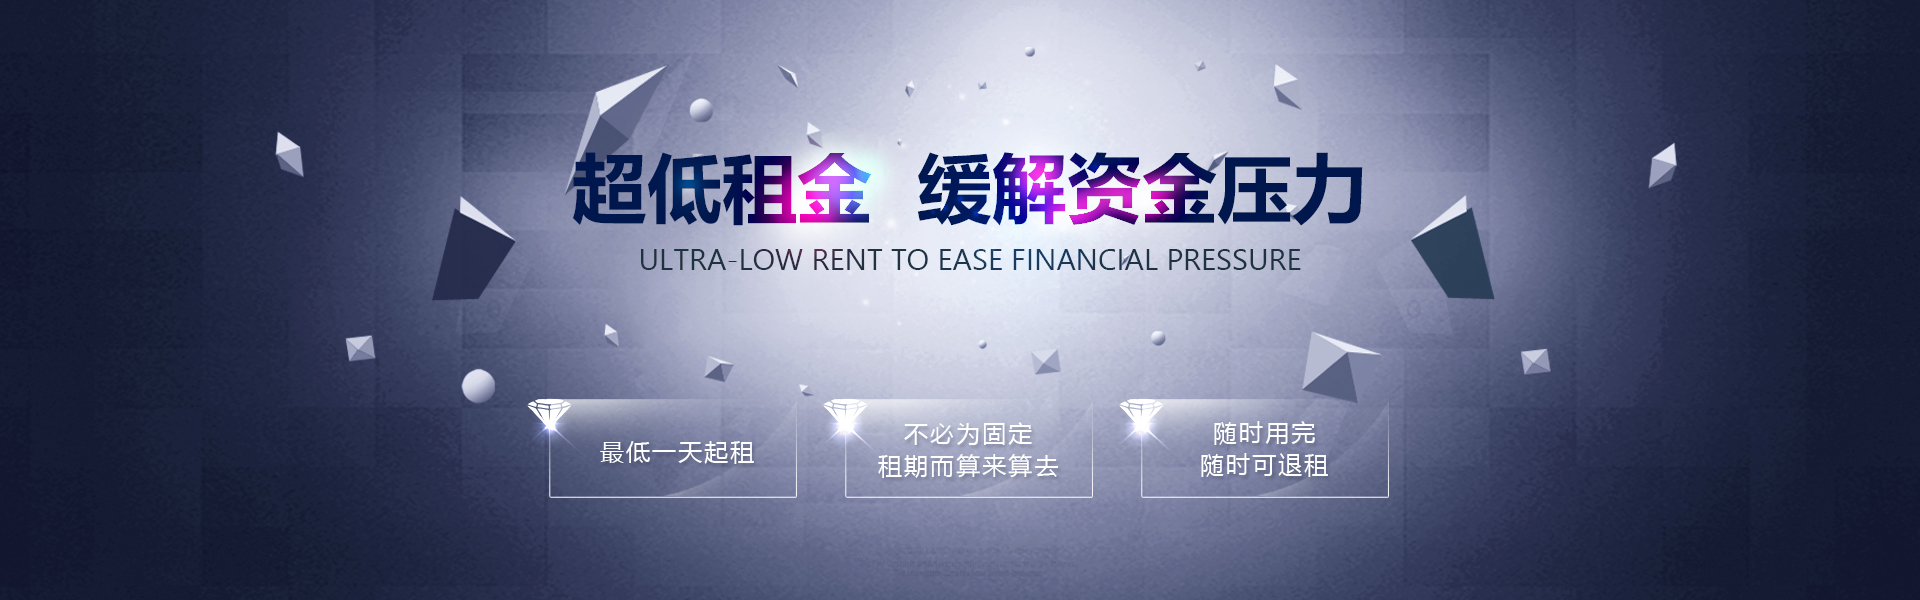 超低租金 缓解资金压力
ULTRA-LOW RENT TO EASE FINANCIAL PRESSURE
最低一天起租
不必为固定
租期而算来算去
随时用完
随时可退租